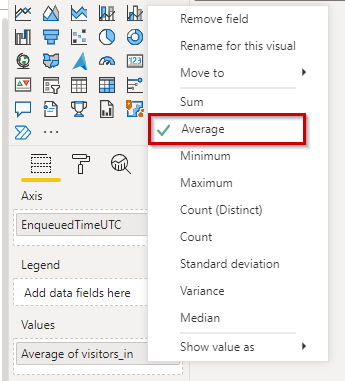 Remove field
Rename for this visual
Move to
Sum
Average
Minimum
Maximum
Count (Distinct)
Count
Standard deviation
Variance
Median
Show value as
123
Axis
EnqueuedTimeUTC
Legend
Add data fields here
Values
Average of visitors_in